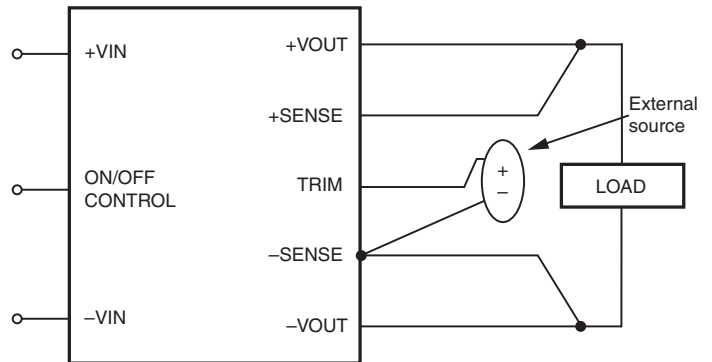 +VIN
ON/OFF
CONTROL
–VIN
+VOUT
+SENSE
TRIM
–SENSE
–VOUT
+
–
External
source
LOAD